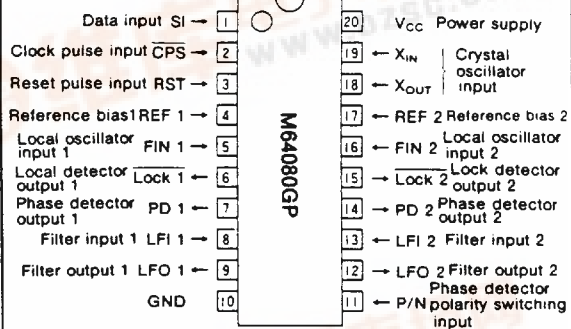 Data input SI → 1
Clock pulse input CPS → 2
Reset pulse input RST → 3
Reference bias1 REF 1 → 4
Local oscillator
input 1 FIN 1 → 5
Local detector
output 1 Lock 1 ← 6
Phase detector
output 1 PD 1 ← 7
Filter input 1 LFI 1 → 8
Filter output 1 LFO 1 ← 9
GND 10
M64080GP
20 VCC Power supply
19 ← XIN Crystal
oscillator
18 ← XOUT input
17 ← REF 2 Reference bias 2
16 ← FIN 2 Local oscillator
input 2
15 → Lock 2 Lock detector
output 2
14 → PD 2 Phase detector
output 2
13 ← LFI 2 Filter input 2
12 → LFO 2 Filter output 2
11 ← P/N Phase detector
polarity switching
input